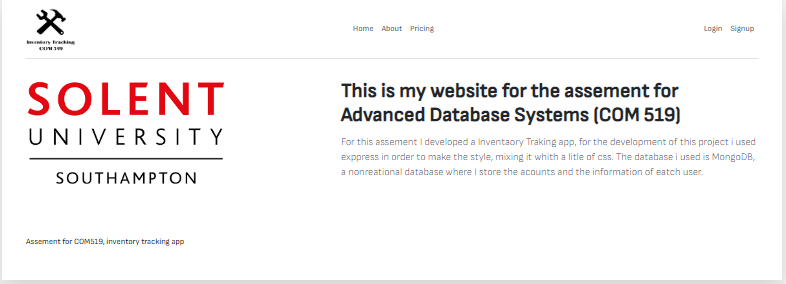 Inventory Tracking
COM 519
Home About Pricing
Login Signup
SOLENT
UNIVERSITY
SOUTHAMPTON
This is my website for the assement for
Advanced Database Systems (COM 519)
For this assement I developed a Inventaory Traking app, for the development of this project i used
exppress in order to make the style, mixing it whith a litle of css. The database i used is MongoDB,
a nonreational database where I store the acounts and the information of eatch user.
Assement for COM519, inventory tracking app